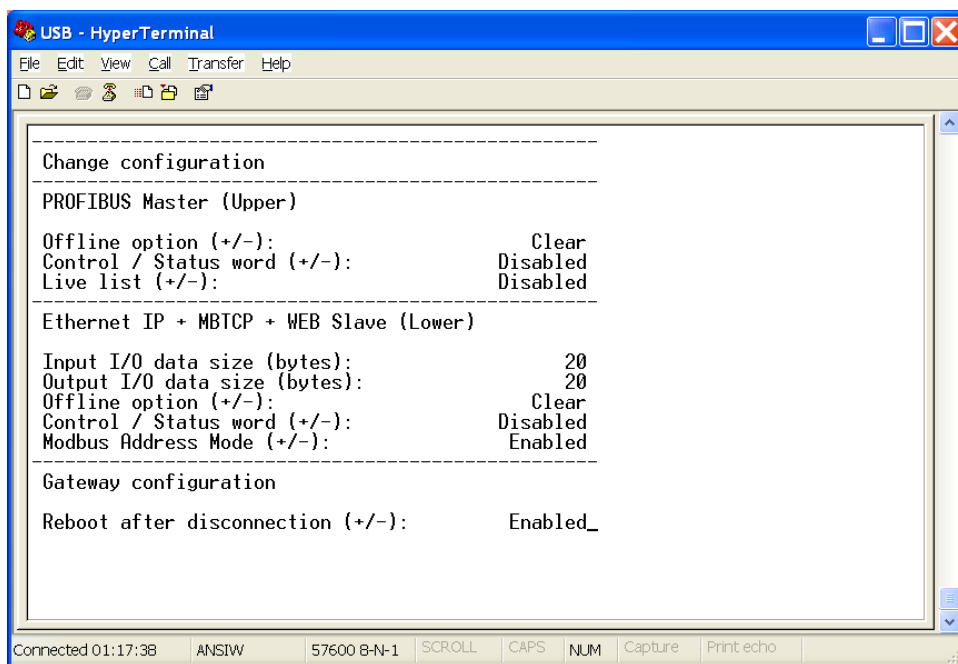 USB - HyperTerminal
File Edit View Call Transfer Help
Change configuration
PROFIBUS Master (Upper)
Offline option (+/-): Clear
Control / Status word (+/-): Disabled
Live list (+/-): Disabled
Ethernet IP + MBTCP + WEB Slave (Lower)
Input I/O data size (bytes): 20
Output I/O data size (bytes): 20
Offline option (+/-): Clear
Control / Status word (+/-): Disabled
Modbus Address Mode (+/-): Enabled
Gateway configuration
Reboot after disconnection (+/-): Enabled_
Connected 01:17:38 ANSIW 57600 8-N-1 SCROLL CAPS NUM Capture Print echo